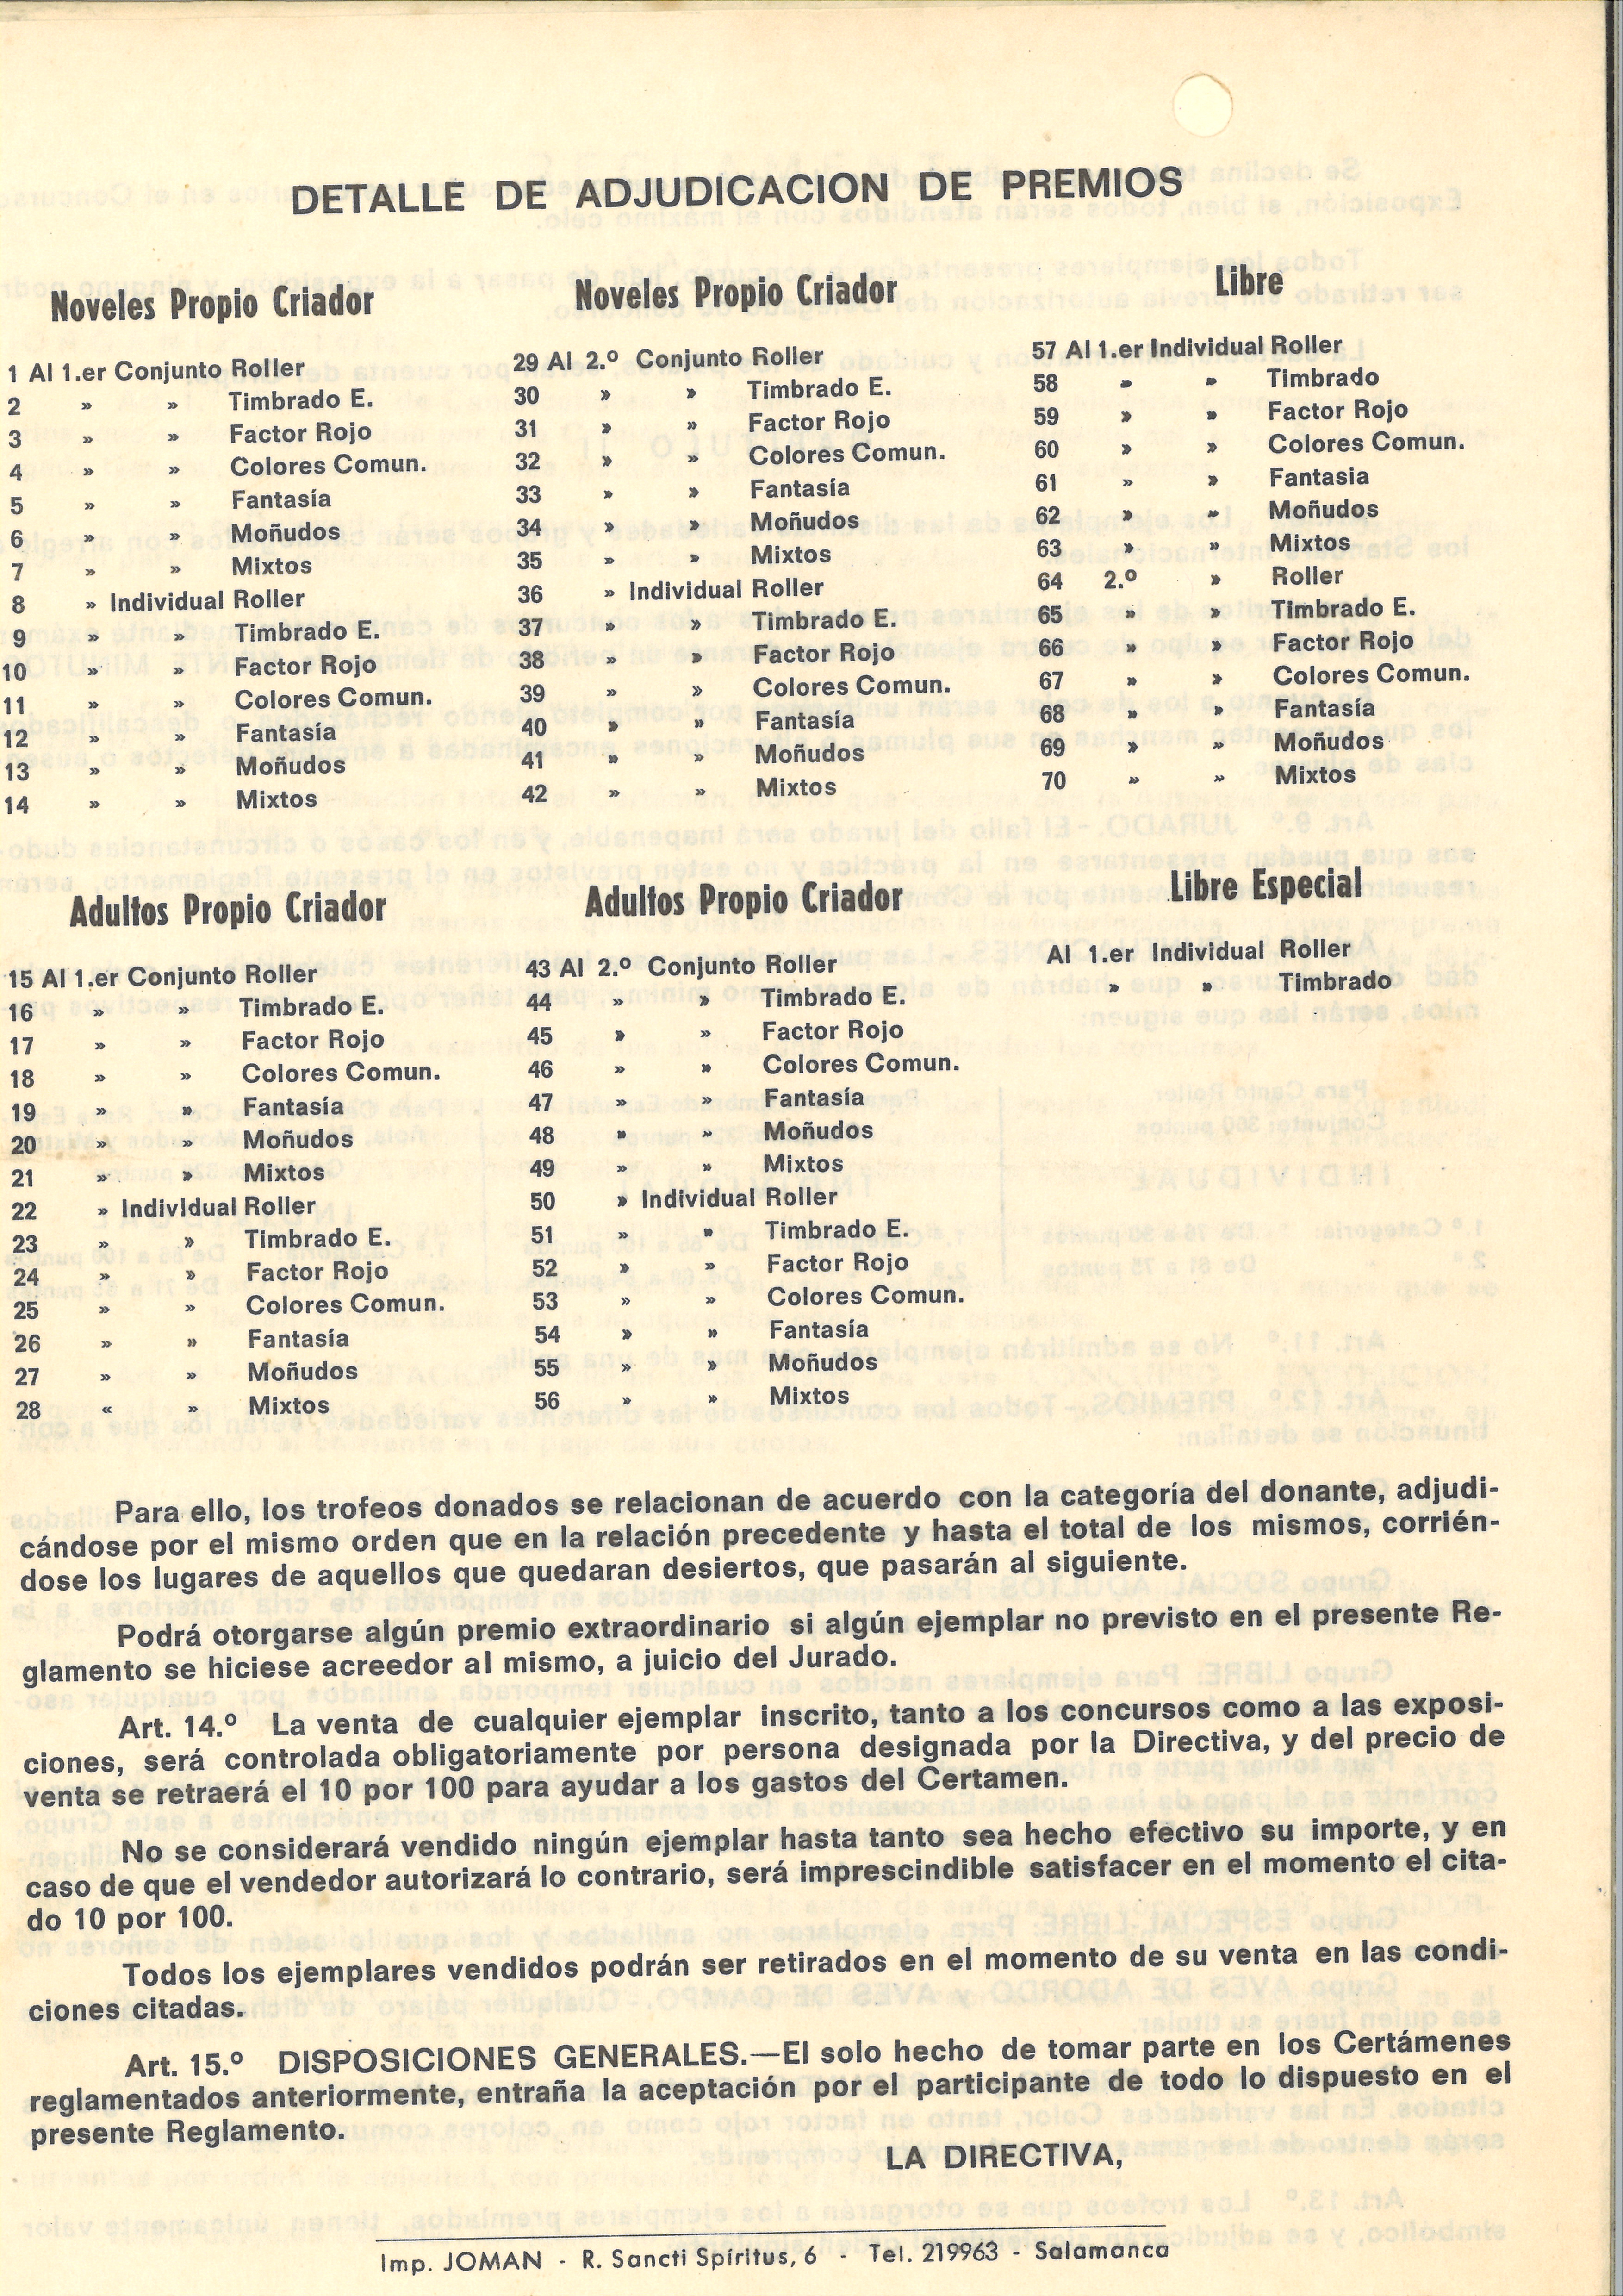 DETALLE DE ADJUDICACION DE PREMIOS
Noveles Propio Criador
1 Al 1.er Conjunto Roller
2 » » Timbrado E.
3 » » Factor Rojo
4 » » Colores Comun.
5 » » Fantasía
6 » » Moñudos
7 » » Mixtos
8 » Individual Roller
9 » » Timbrado E.
10 » » Factor Rojo
11 » » Colores Comun.
12 » » Fantasía
13 » » Moñudos
14 » » Mixtos
Noveles Propio Criador
29 Al 2.º Conjunto Roller
30 » » Timbrado E.
31 » » Factor Rojo
32 » » Colores Comun.
33 » » Fantasía
34 » » Moñudos
35 » » Mixtos
36 » Individual Roller
37 » » Timbrado E.
38 » » Factor Rojo
39 » » Colores Comun.
40 » » Fantasía
41 » » Moñudos
42 » » Mixtos
Libre
57 Al 1.er Individual Roller
58 » » Timbrado
59 » » Factor Rojo
60 » » Colores Comun.
61 » » Fantasia
62 » » Moñudos
63 » » Mixtos
64 2.º » Roller
65 » » Timbrado E.
66 » » Factor Rojo
67 » » Colores Comun.
68 » » Fantasía
69 » » Moñudos
70 » » Mixtos
Adultos Propio Criador
15 Al 1.er Conjunto Roller
16 » » Timbrado E.
17 » » Factor Rojo
18 » » Colores Comun.
19 » » Fantasía
20 » » Moñudos
21 » » Mixtos
22 » Individual Roller
23 » » Timbrado E.
24 » » Factor Rojo
25 » » Colores Comun.
26 » » Fantasía
27 » » Moñudos
28 « » Mixtos
Adultos Propio Criador
43 Al 2.º Conjunto Roller
44 » » Timbrado E.
45 » » Factor Rojo
46 » » Colores Comun.
47 » » Fantasía
48 » » Moñudos
49 » » Mixtos
50 » Individual Roller
51 » » Timbrado E.
52 » » Factor Rojo
53 » » Colores Comun.
54 » » Fantasía
55 » » Moñudos
56 » » Mixtos
Libre Especial
Al 1.er Individual Roller
» » Timbrado
Para ello, los trofeos donados se relacionan de acuerdo con la categoría del donante, adjudi-
cándose por el mismo orden que en la relación precedente y hasta el total de los mismos, corrién-
dose los lugares de aquellos que quedaran desiertos, que pasarán al siguiente.
Podrá otorgarse algún premio extraordinario si algún ejemplar no previsto en el presente Re-
glamento se hiciese acreedor al mismo, a juicio del Jurado.
Art. 14.º La venta de cualquier ejemplar inscrito, tanto a los concursos como a las exposi-
ciones, será controlada obligatoriamente por persona designada por la Directiva, y del precio de
venta se retraerá el 10 por 100 para ayudar a los gastos del Certamen.
No se considerará vendido ningún ejemplar hasta tanto sea hecho efectivo su importe, y en
caso de que el vendedor autorizará lo contrario, será imprescindible satisfacer en el momento el cita-
do 10 por 100.
Todos los ejemplares vendidos podrán ser retirados en el momento de su venta en las condi-
ciones citadas.
Art. 15.º DISPOSICIONES GENERALES.—El solo hecho de tomar parte en los Certámenes
reglamentados anteriormente, entraña la aceptación por el participante de todo lo dispuesto en el
presente Reglamento.
LA DIRECTIVA,
Imp. JOMAN - R. Sancti Spíritus, 6 - Tel. 219963 - Salamanca